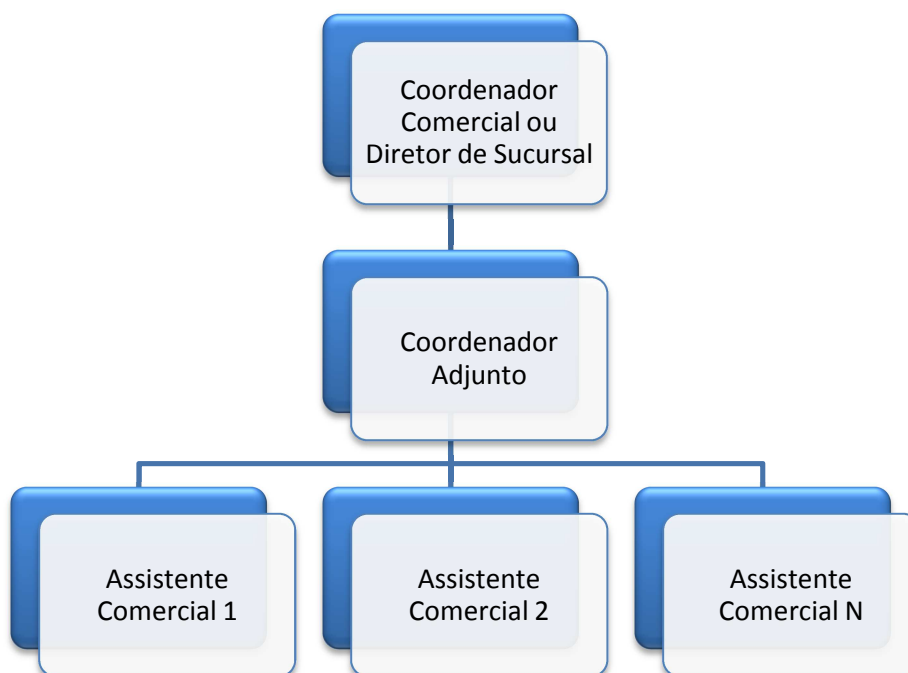 Coordenador
Comercial ou
Diretor de Sucursal
Coordenador
Adjunto
Assistente
Comercial 1
Assistente
Comercial 2
Assistente
Comercial N